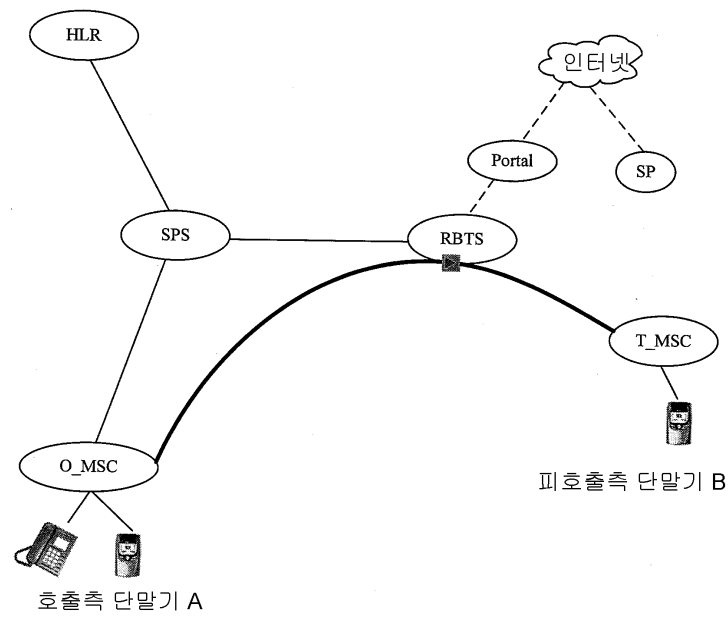 HLR
인터넷
Portal
SP
SPS
RBTS
T_MSC
O_MSC
피호출측 단말기 B
호출측 단말기 A